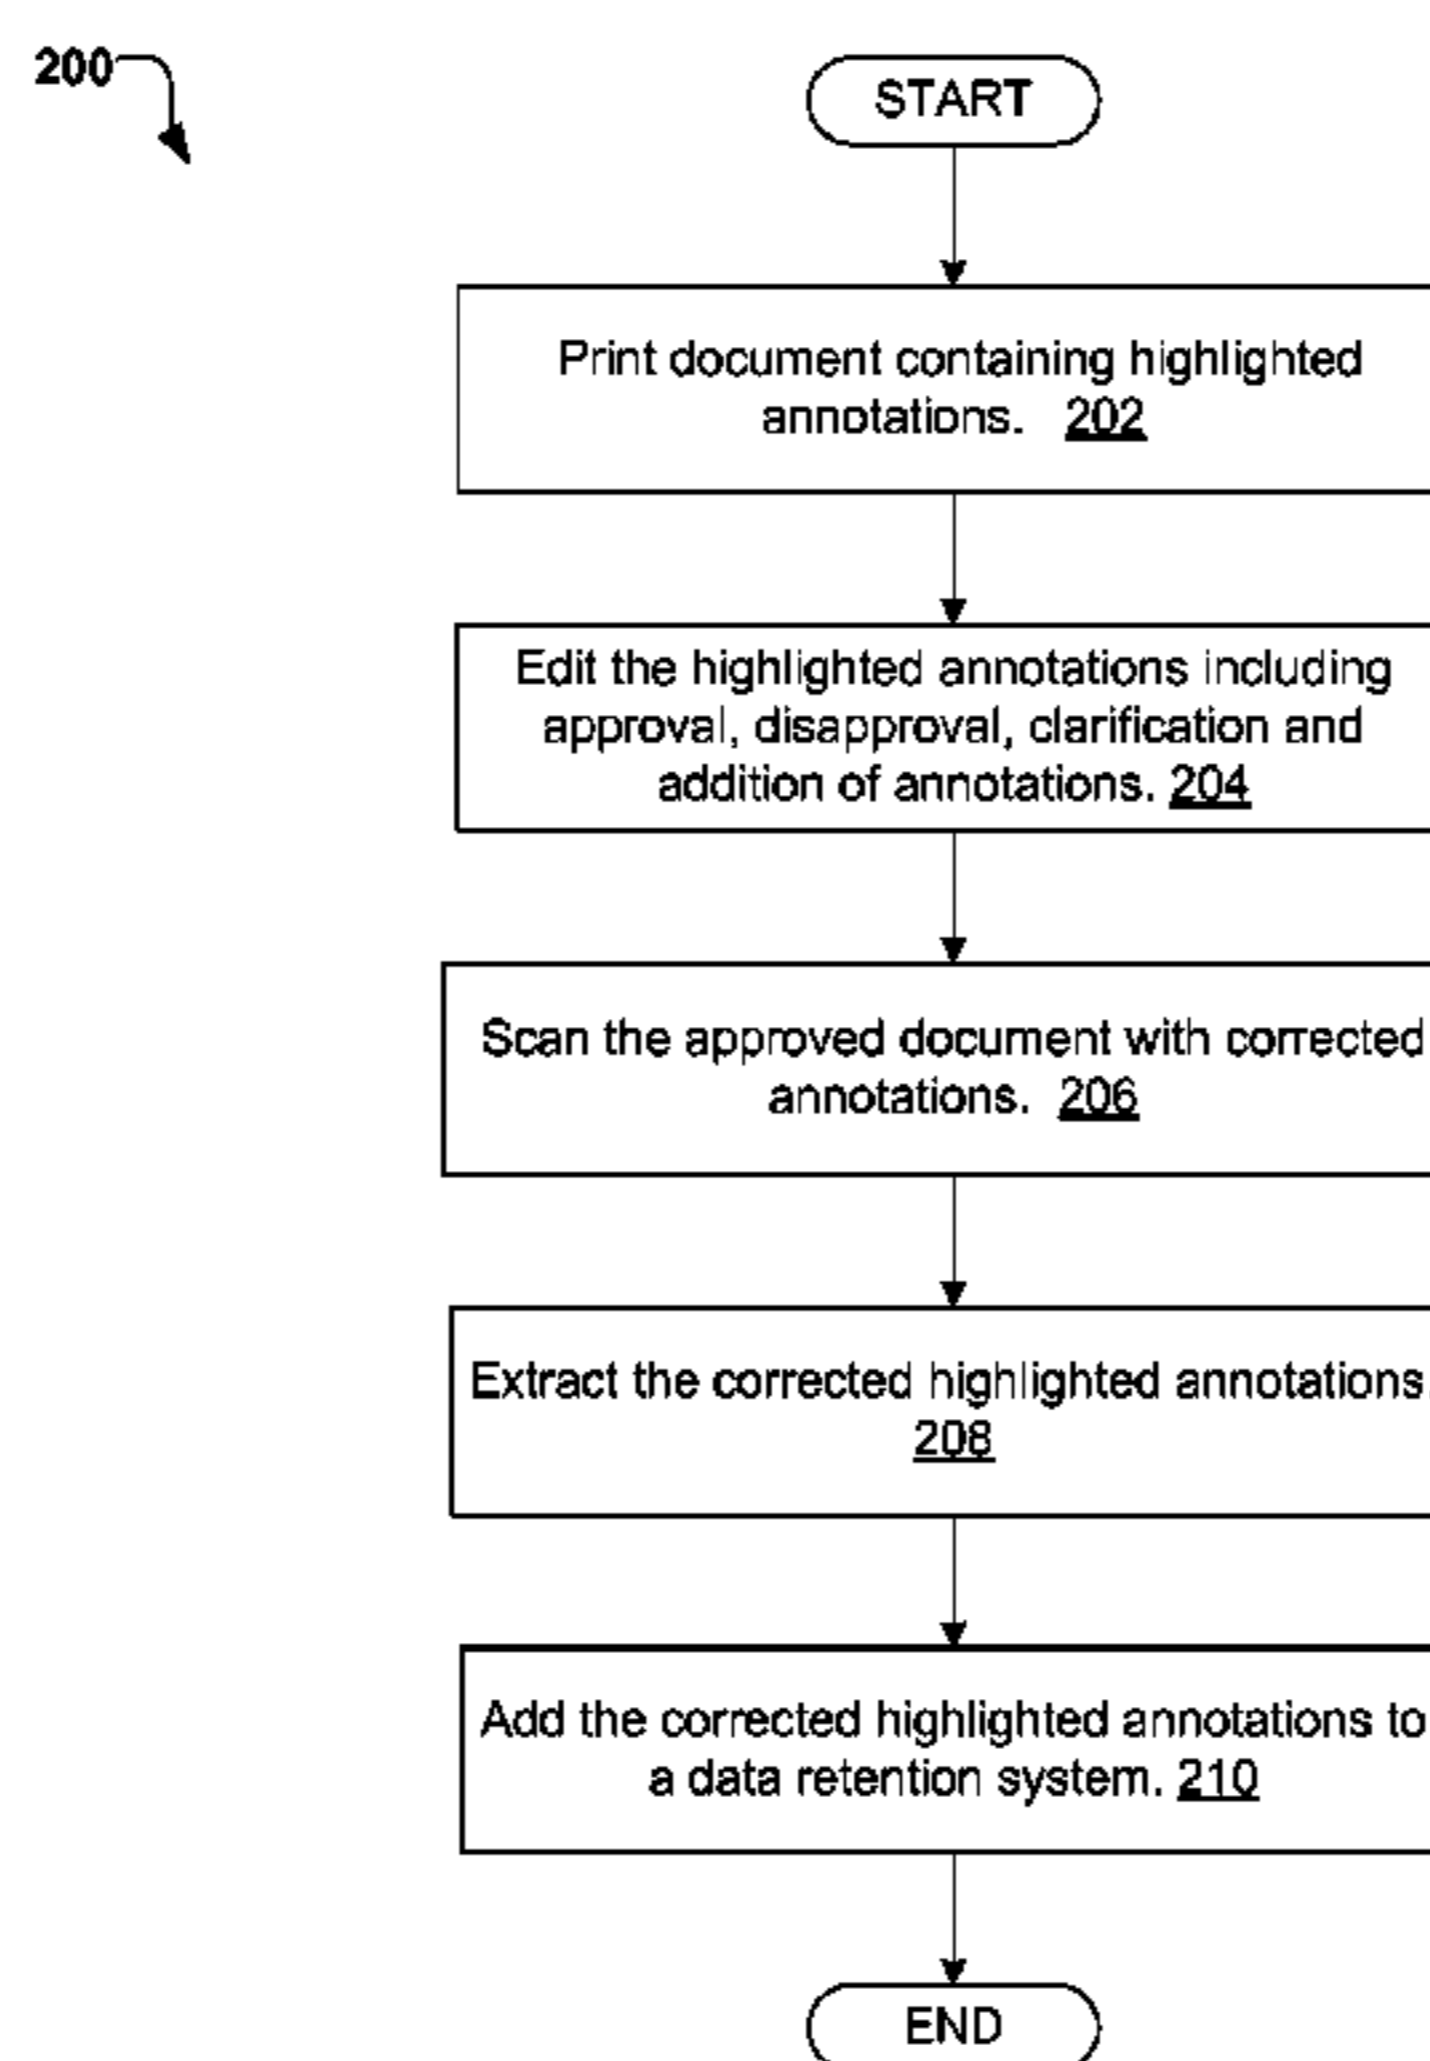 200
START
Print document containing highlighted
annotations. 202
Edit the highlighted annotations including
approval, disapproval, clarification and
addition of annotations. 204
Scan the approved document with corrected
annotations. 206
Extract the corrected highlighted annotations.
208
Add the corrected highlighted annotations to
a data retention system. 210
END